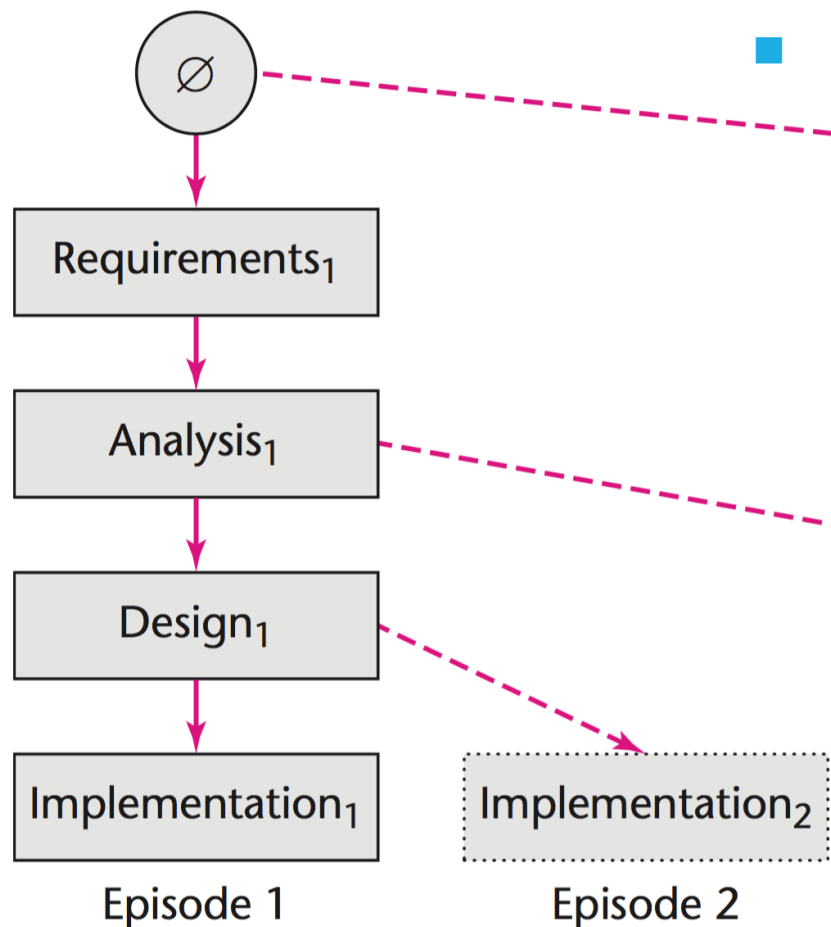 ∅
Requirements₁
Analysis₁
Design₁
Implementation₁ Implementation₂
Episode 1 Episode 2